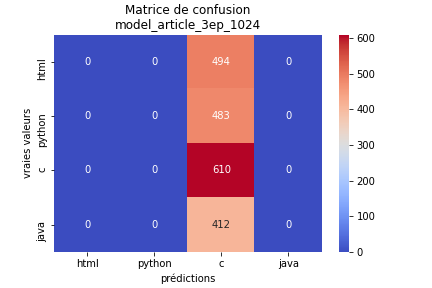 Matrice de confusion
model_article_3ep_1024
html 0 0 494 0
python 0 0 483 0
c 0 0 610 0
java 0 0 412 0
html python c java
vraies valeurs
prédictions
600
500
400
300
200
100
0